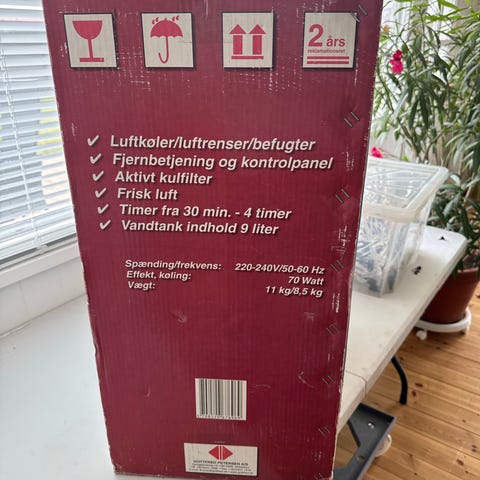 2 års
reklamationsret
Luftkøler/luftrenser/befugter
Fjernbetjening og kontrolpanel
Aktivt kulfilter
Frisk luft
Timer fra 30 min. - 4 timer
Vandtank indhold 9 liter
Spænding/frekvens: 220-240V/50-60 Hz
Effekt, køling: 70 Watt
Vægt: 11 kg/8,5 kg
GOTTFRED PETERSEN A/S